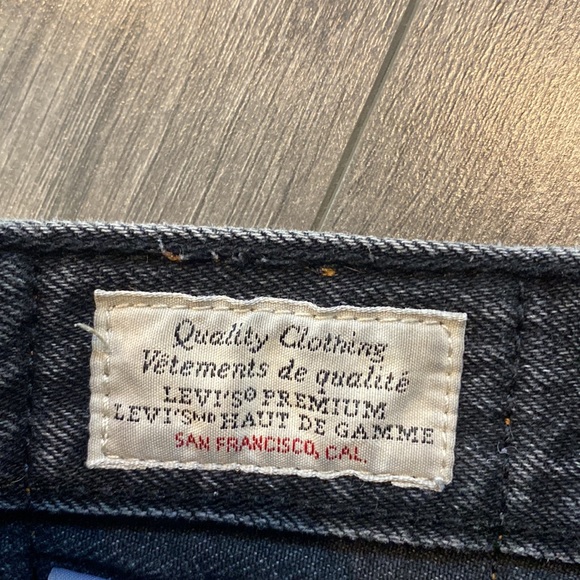 Quality Clothing
Vêtements de qualité
LEVI'S® PREMIUM
LEVI'S MD HAUT DE GAMME
SAN FRANCISCO, CAL.